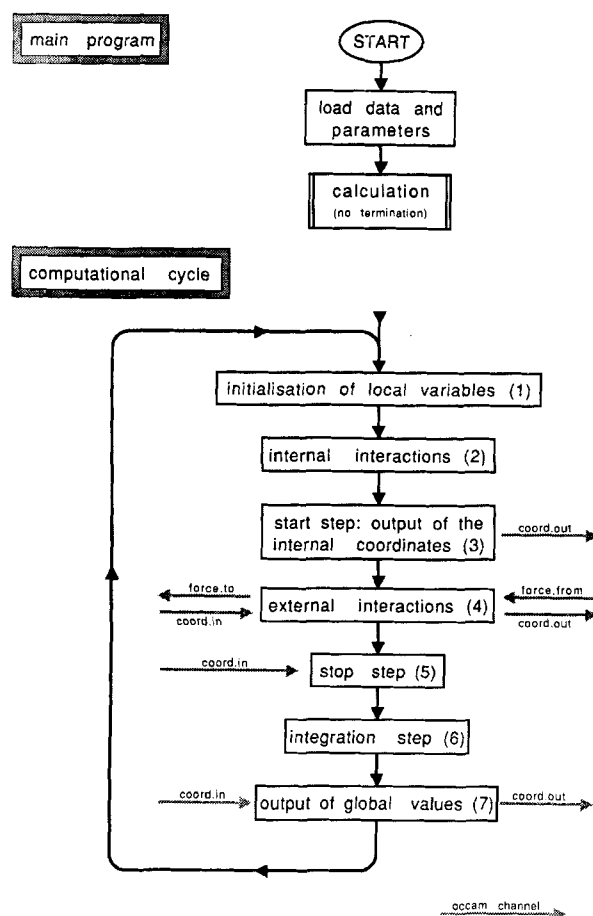 main program
START
load data and
parameters
calculation
(no termination)
computational cycle
initialisation of local variables (1)
internal interactions (2)
start step: output of the
internal coordinates (3)
coord.out
force.to
coord.in
external interactions (4)
force.from
coord.out
coord.in
stop step (5)
integration step (6)
coord.in
output of global values (7)
coord.out
occam channel